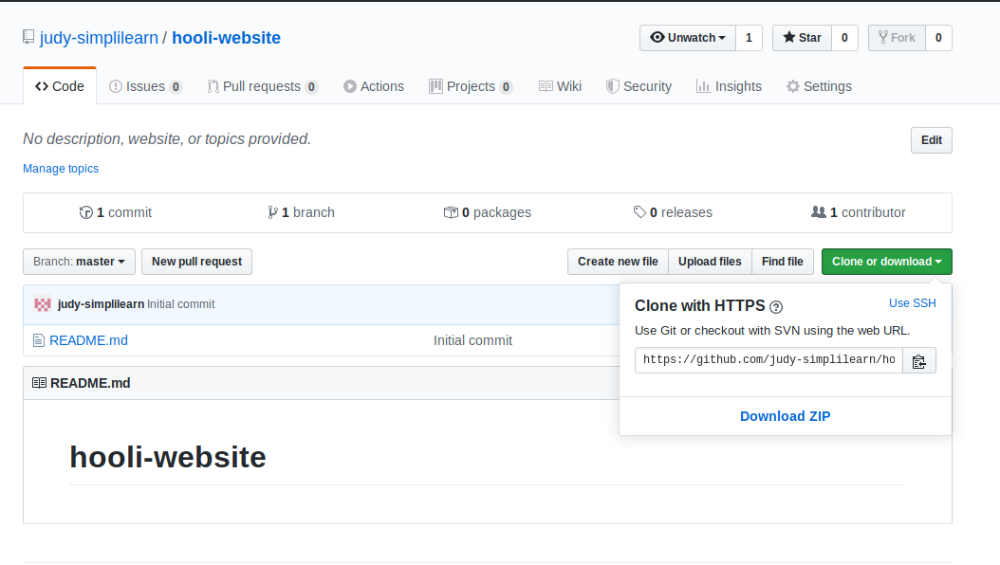 judy-simplilearn / hooli-website
Unwatch 1 Star 0 Fork 0
Code Issues 0 Pull requests 0 Actions Projects 0 Wiki Security Insights Settings
No description, website, or topics provided.
Edit
Manage topics
1 commit 1 branch 0 packages 0 releases 1 contributor
Branch: master New pull request Create new file Upload files Find file Clone or download
judy-simplilearn Initial commit
README.md Initial commit
Clone with HTTPS ? Use SSH
Use Git or checkout with SVN using the web URL.
https://github.com/judy-simplilearn/ho
Download ZIP
README.md
hooli-website